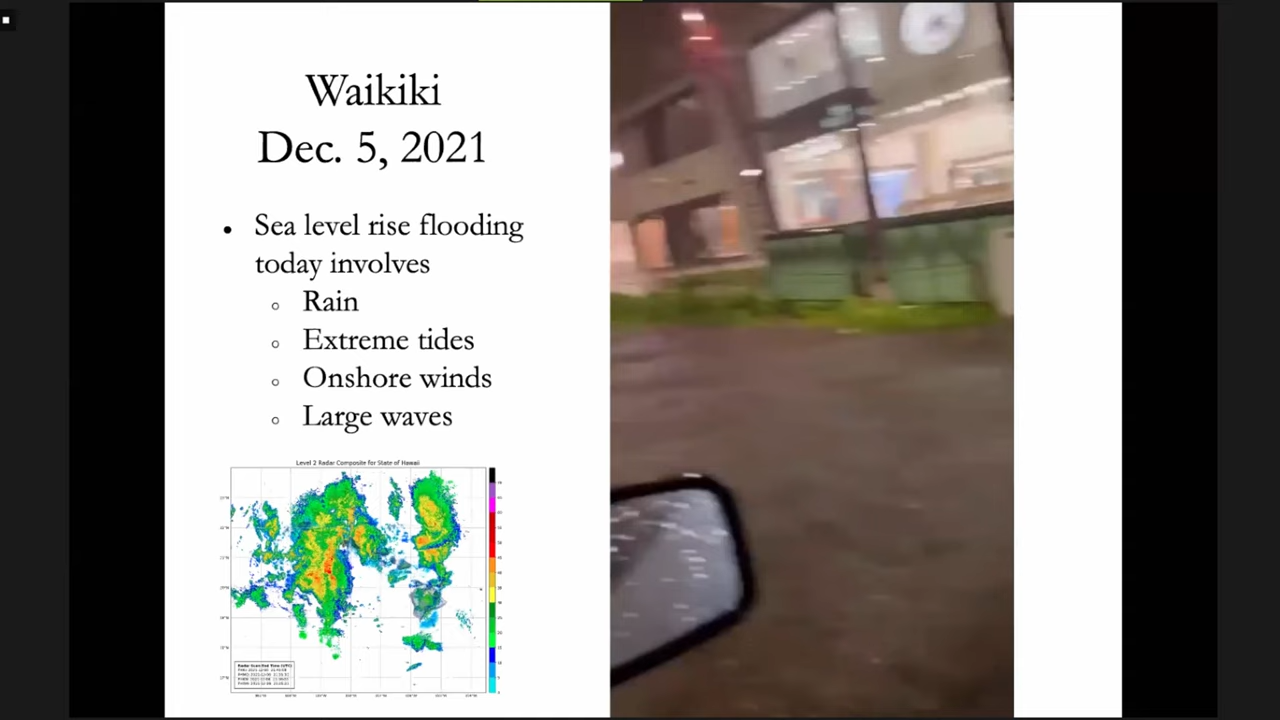 Waikiki
Dec. 5, 2021
• Sea level rise flooding
today involves
○ Rain
○ Extreme tides
○ Onshore winds
○ Large waves
Level 2 Radar Composite for State of Hawaii